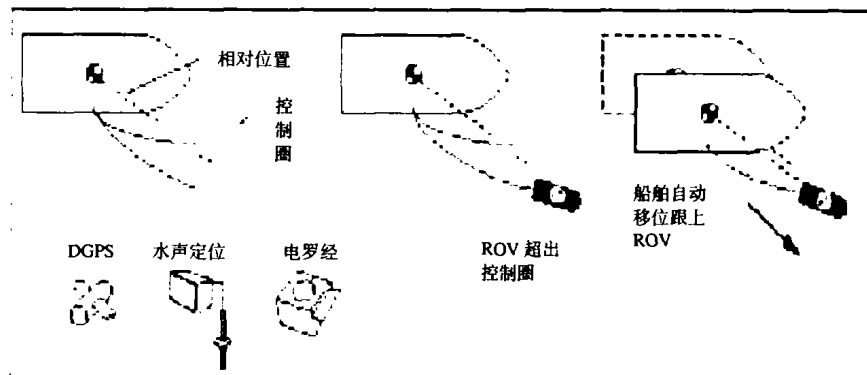 相对位置
控
制
圈
船舶自动
移位跟上
ROV
DGPS
水声定位
电罗经
ROV 超出
控制圈